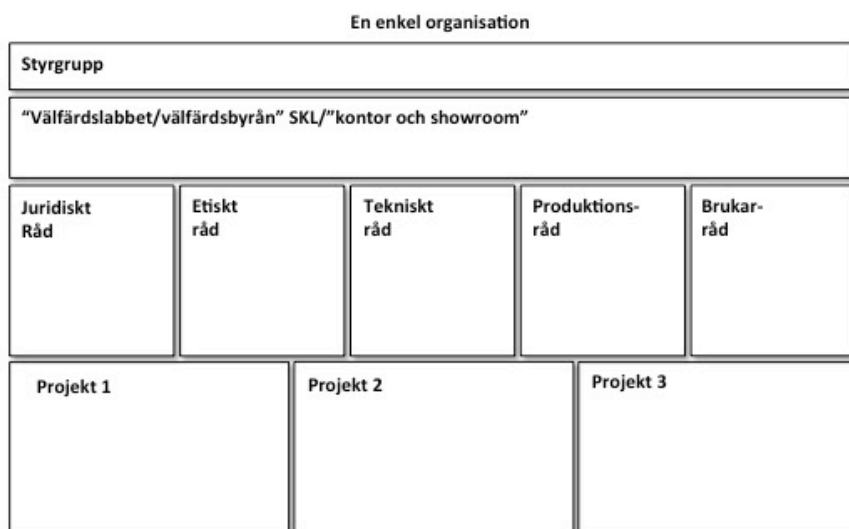 En enkel organisation
Styrgrupp
“Välfärdslabbet/välfärdsbyrån” SKL/”kontor och showroom”
Juridiskt
Råd
Etiskt
råd
Tekniskt
råd
Produktions-
råd
Brukar-
råd
Projekt 1
Projekt 2
Projekt 3